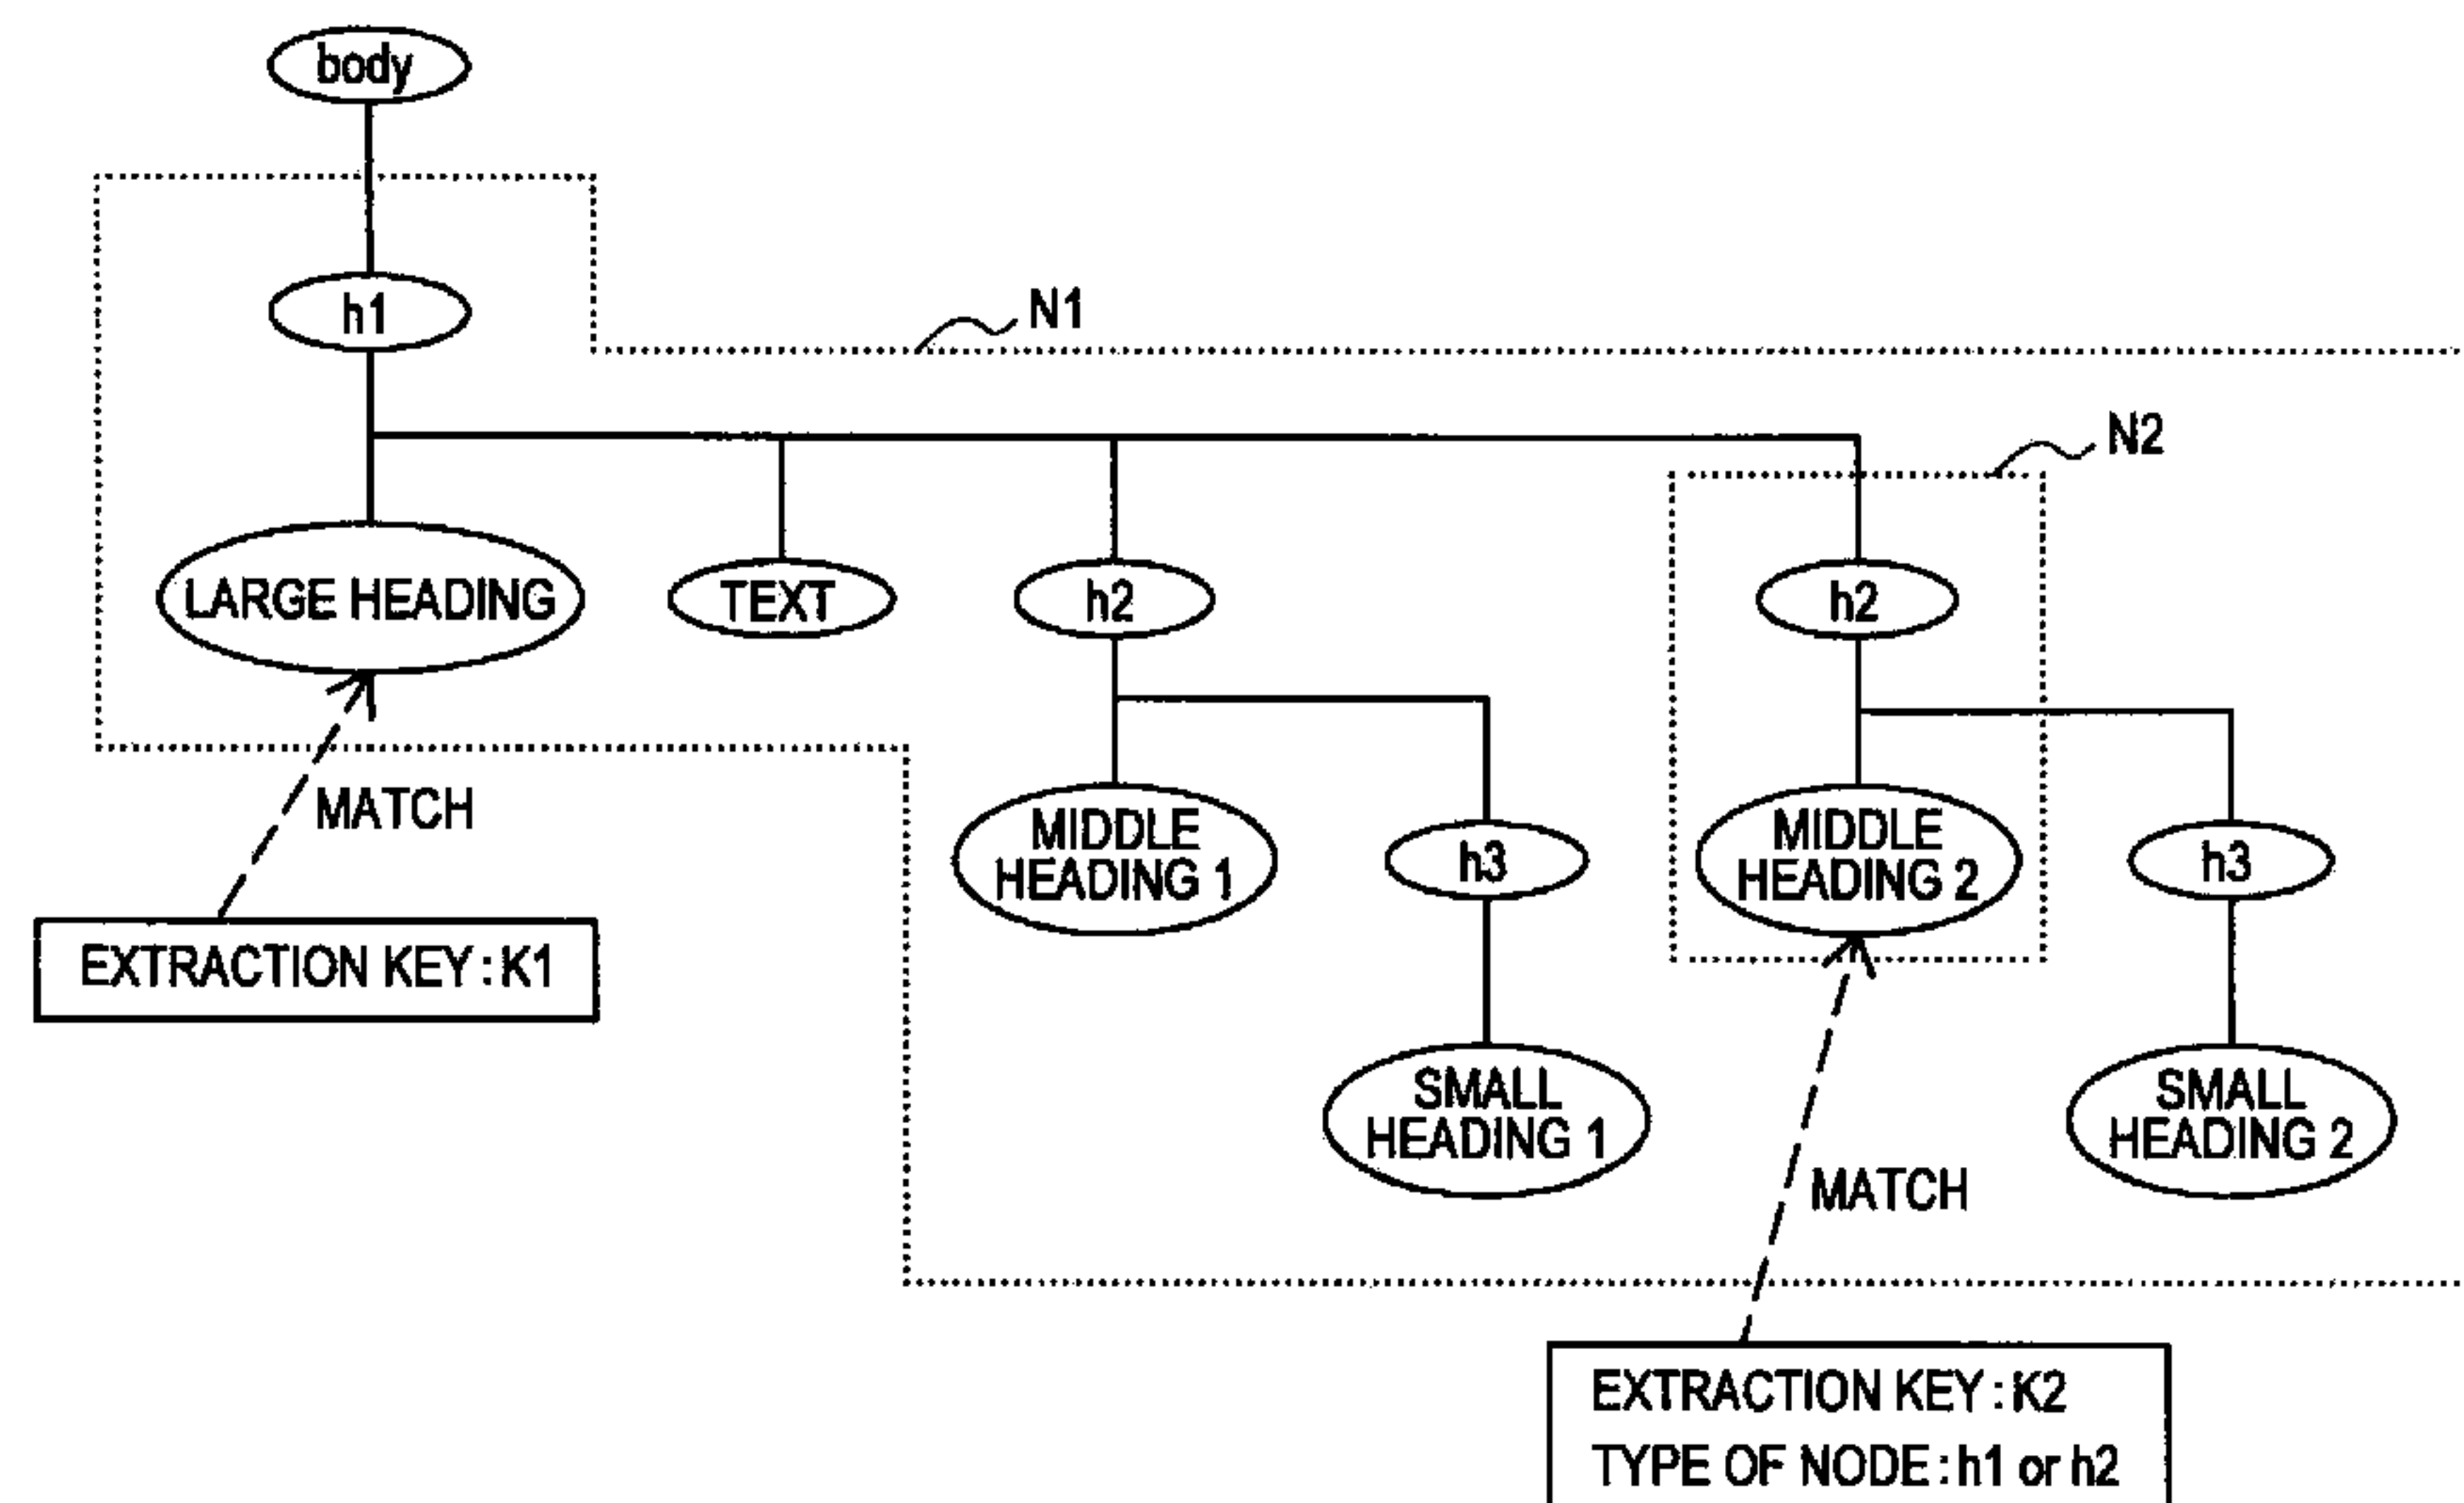 body
h1
N1
N2
LARGE HEADING
TEXT
h2
h2
MATCH
MIDDLE
HEADING 1
h3
MIDDLE
HEADING 2
h3
EXTRACTION KEY : K1
SMALL
HEADING 1
SMALL
HEADING 2
MATCH
EXTRACTION KEY : K2
TYPE OF NODE : h1 or h2